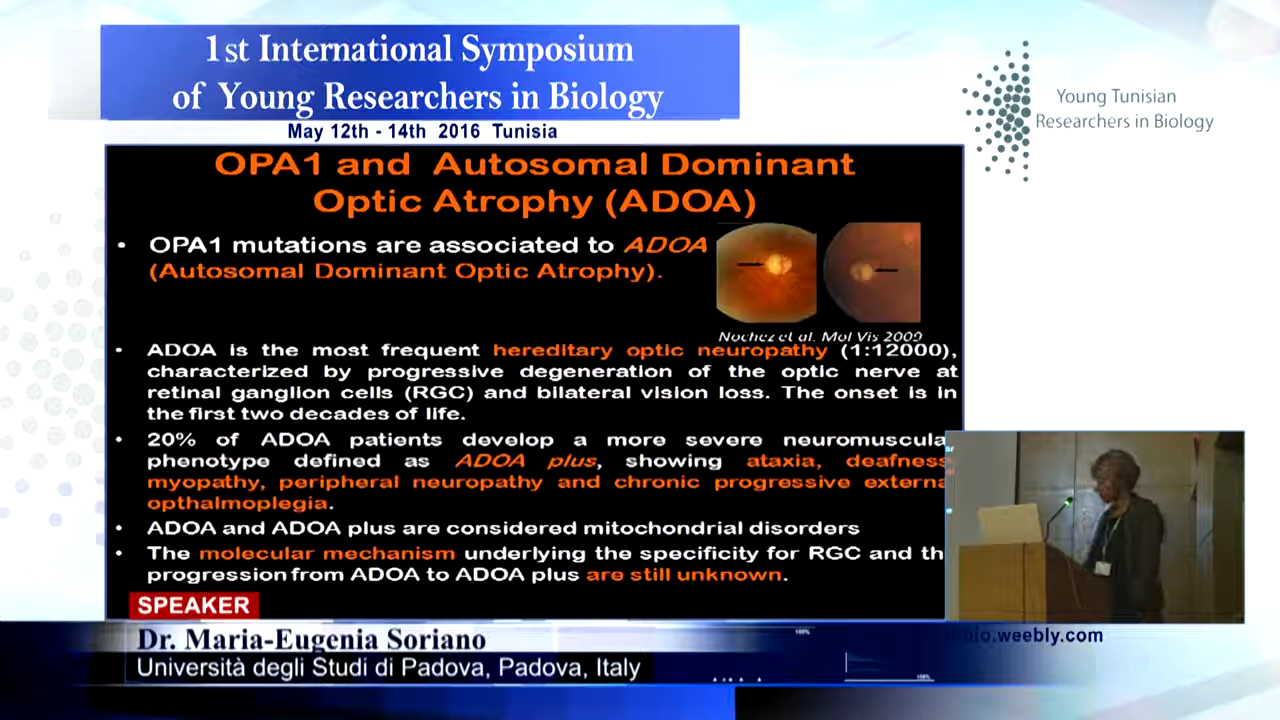 1st International Symposium
of Young Researchers in Biology
May 12th - 14th 2016 Tunisia
Young Tunisian
Researchers in Biology
OPA1 and Autosomal Dominant
Optic Atrophy (ADOA)
• OPA1 mutations are associated to ADOA
(Autosomal Dominant Optic Atrophy).
Nochez et al. Mol Vis 2009
• ADOA is the most frequent hereditary optic neuropathy (1:12000),
characterized by progressive degeneration of the optic nerve at
retinal ganglion cells (RGC) and bilateral vision loss. The onset is in
the first two decades of life.
• 20% of ADOA patients develop a more severe neuromuscula
phenotype defined as ADOA plus, showing ataxia, deafness
myopathy, peripheral neuropathy and chronic progressive externa
opthalmoplegia.
• ADOA and ADOA plus are considered mitochondrial disorders
• The molecular mechanism underlying the specificity for RGC and th
progression from ADOA to ADOA plus are still unknown.
SPEAKER
Dr. Maria-Eugenia Soriano
Università degli Studi di Padova, Padova, Italy
.weebly.com
100%
100%